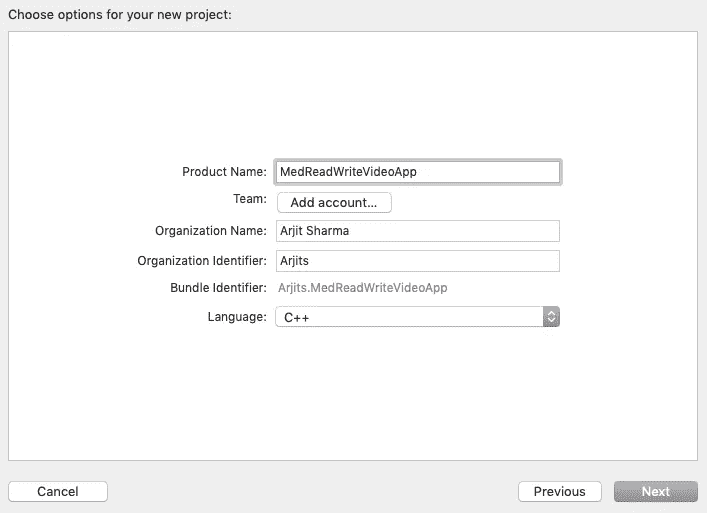 Choose options for your new project:
Product Name: MedReadWriteVideoApp
Team: Add account...
Organization Name: Arjit Sharma
Organization Identifier: Arjits
Bundle Identifier: Arjits.MedReadWriteVideoApp
Language: C++
Cancel Previous Next